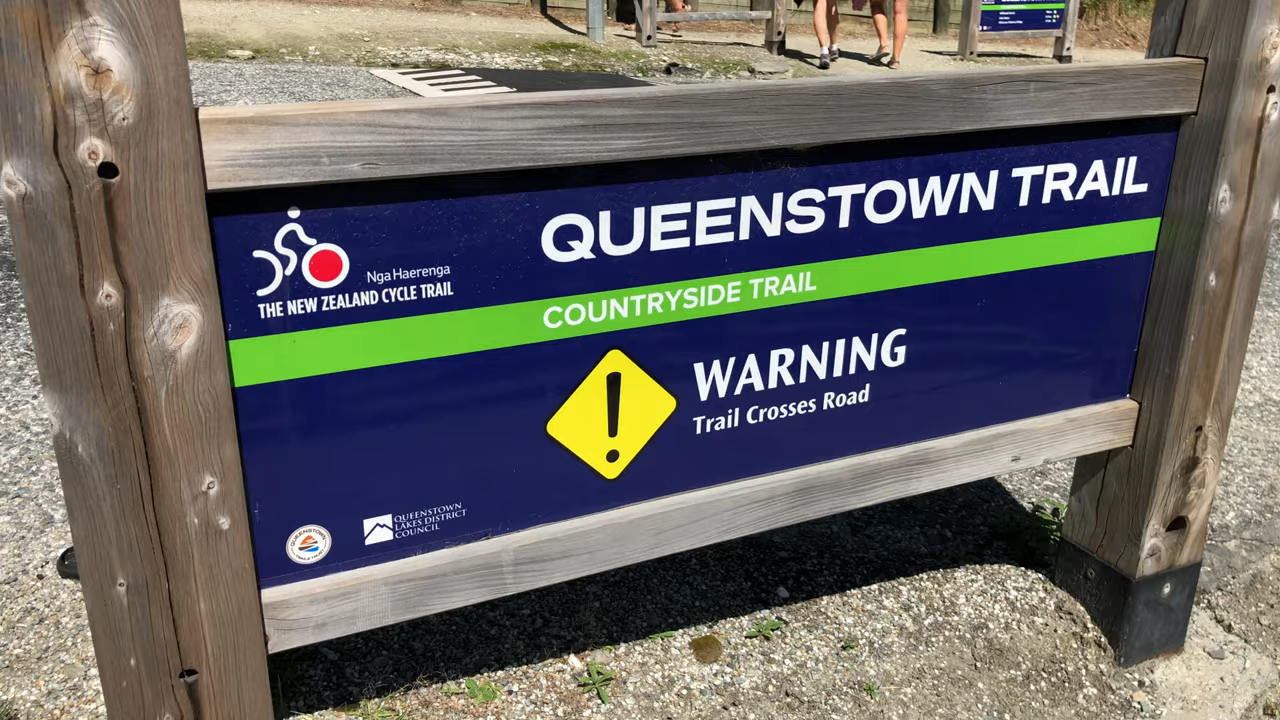 QUEENSTOWN TRAIL
Nga Haerenga
THE NEW ZEALAND CYCLE TRAIL
COUNTRYSIDE TRAIL
WARNING
Trail Crosses Road
QUEENSTOWN
QUEENSTOWN
LAKES DISTRICT
COUNCIL